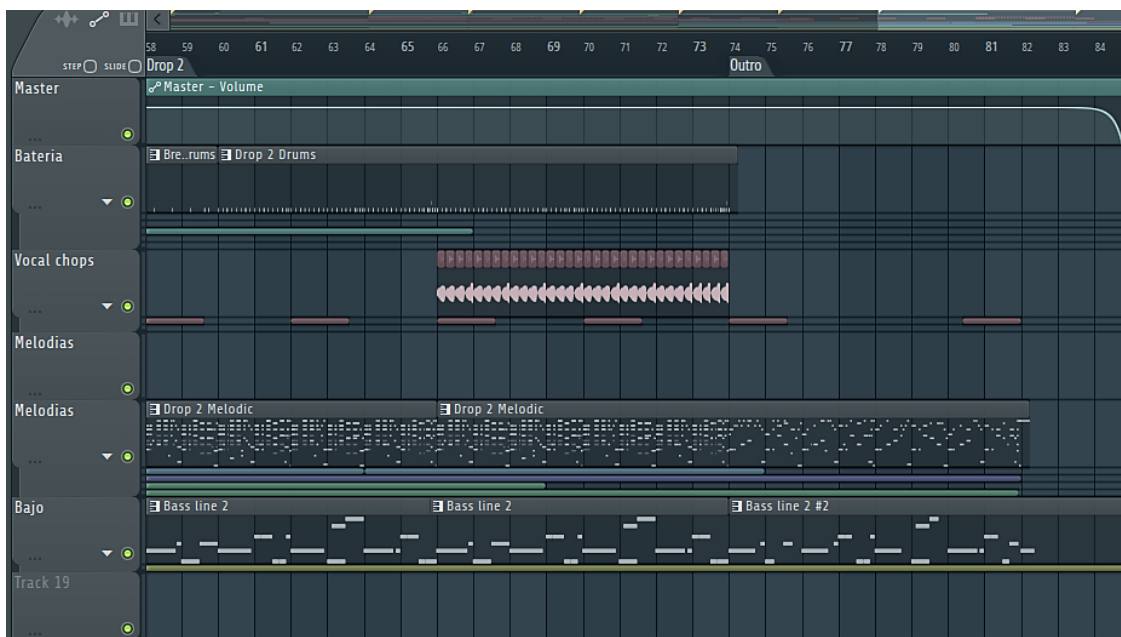 58 59 60 61 62 63 64 65 66 67 68 69 70 71 72 73 74 75 76 77 78 79 80 81 82 83 84
STEP SLIDE Drop 2 Outro
Master Master - Volume
...
Bateria Bre..rums Drop 2 Drums
...
Vocal chops
...
Melodias
...
Melodias Drop 2 Melodic Drop 2 Melodic
...
Bajo Bass line 2 Bass line 2 Bass line 2 #2
...
Track 19
...